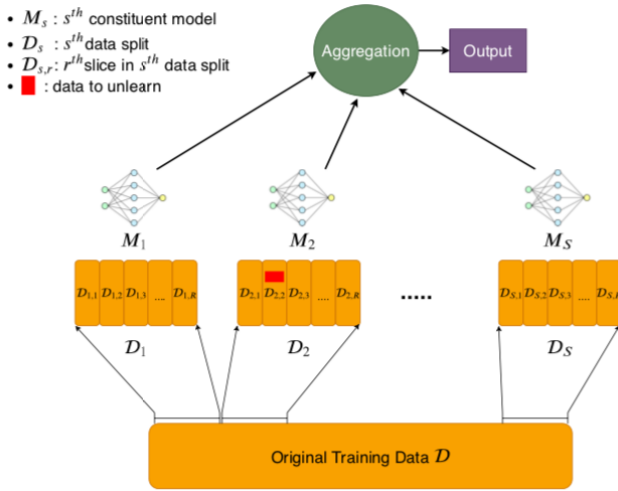 • M_s : s^th constituent model
• D_s : s^th data split
• D_s,r: r^th slice in s^th data split
• : data to unlearn
Aggregation
Output
M_1 M_2 M_S
D_1,1 D_1,2 D_1,3 .... D_1,R D_2,1 D_2,2 D_2,3 .... D_2,R ..... D_S,1 D_S,2 D_S,3 ....
D_1 D_2 D_S
Original Training Data D